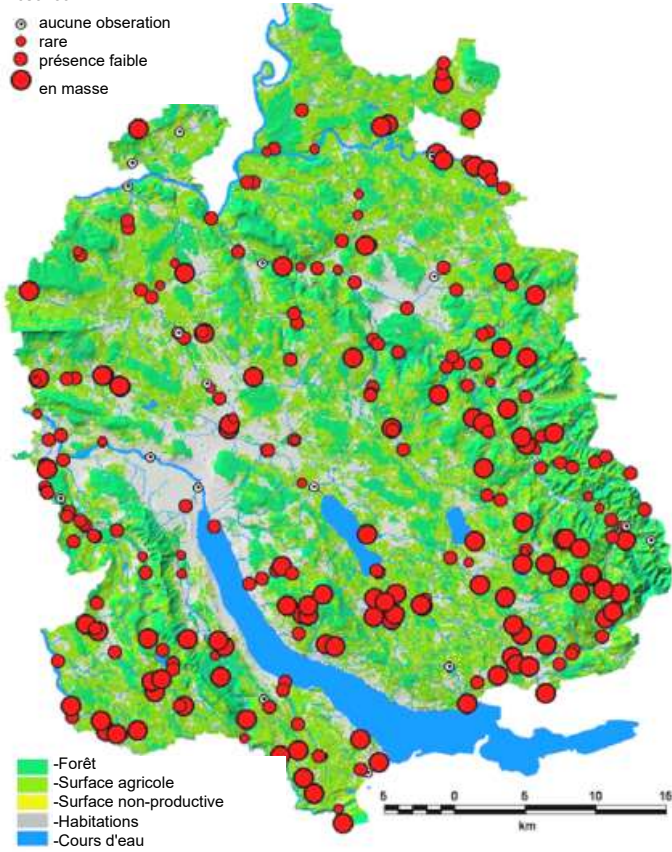 aucune obseration
rare
présence faible
en masse
-Forêt
-Surface agricole
-Surface non-productive
-Habitations
-Cours d'eau
5 0 5 10 15
km